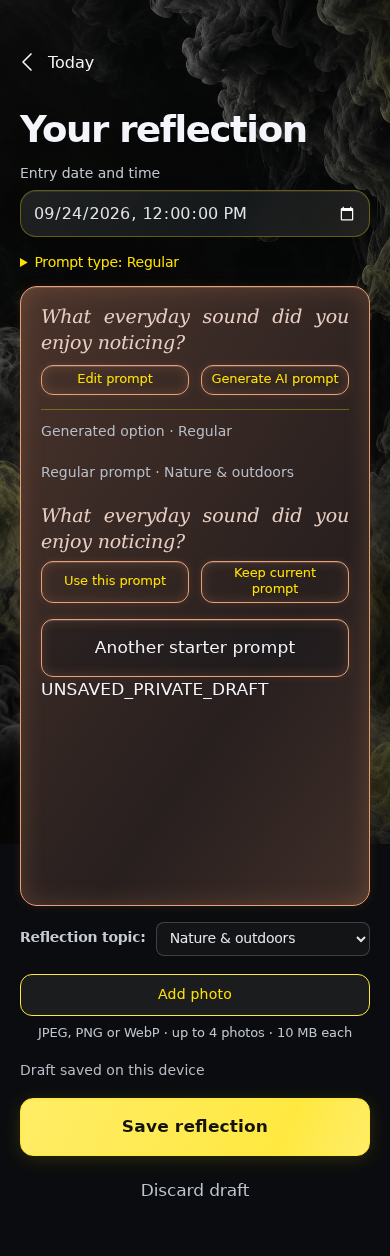 Today
Your reflection
Entry date and time
09/24/2026, 12:00:00 PM
Prompt type: Regular
What everyday sound did you
enjoy noticing?
Edit prompt
Generate AI prompt
Generated option · Regular
Regular prompt · Nature & outdoors
What everyday sound did you
enjoy noticing?
Use this prompt
Keep current
prompt
Another starter prompt
UNSAVED_PRIVATE_DRAFT
Reflection topic:
Nature & outdoors
Add photo
JPEG, PNG or WebP · up to 4 photos · 10 MB each
Draft saved on this device
Save reflection
Discard draft